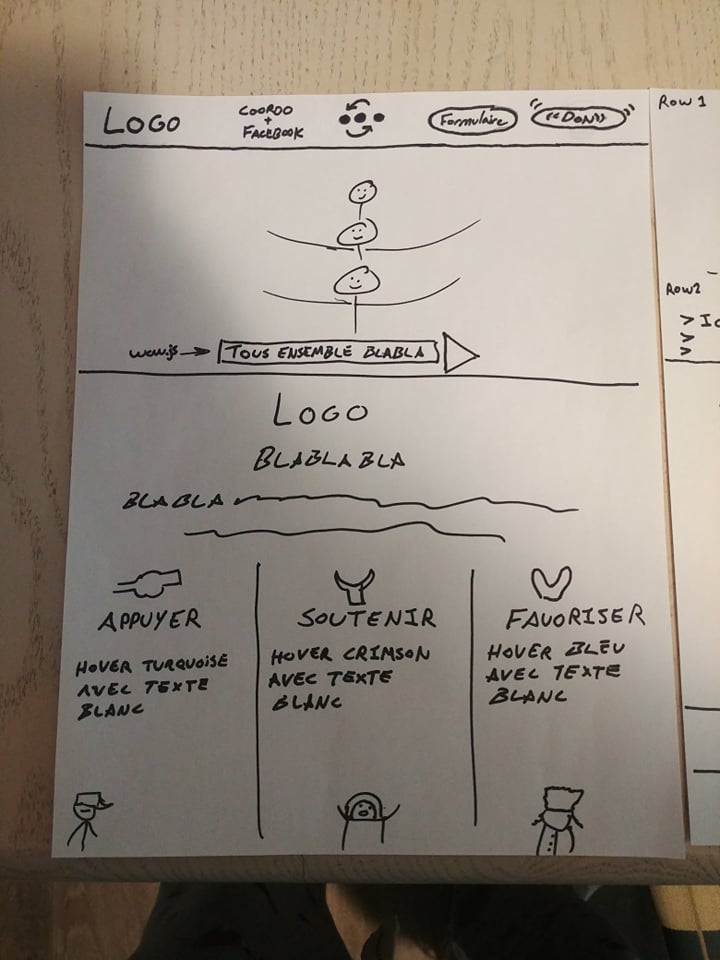 LOGO
COORDO
+
FACEBOOK
Formulaire
"DON"
wow.js
TOUS ENSEMBLE BLABLA
LOGO
BLABLABLA
BLABLA
APPUYER
HOVER TURQUOISE
AVEC TEXTE
BLANC
SOUTENIR
HOVER CRIMSON
AVEC TEXTE
BLANC
FAVORISER
HOVER BLEU
AVEC TEXTE
BLANC
Row 1
Row2
>
>
>